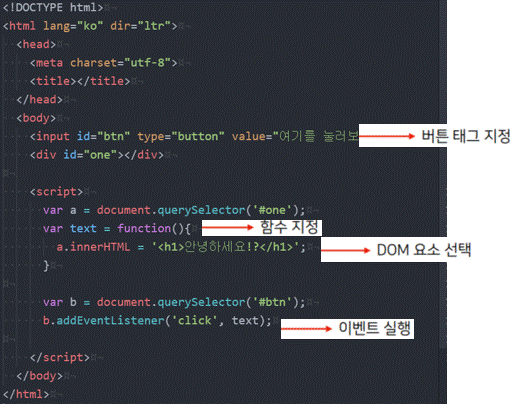 <!DOCTYPE html>
<html lang="ko" dir="ltr">
<head>
<meta charset="utf-8">
<title></title>
</head>
<body>
<input id="btn" type="button" value="여기를 눌러보 버튼 태그 지정
<div id="one"></div>
<script>
var a = document.querySelector('#one');
var text = function(){ 함수 지정
a.innerHTML = '<h1>안녕하세요!?</h1>'; DOM 요소 선택
}
var b = document.querySelector('#btn');
b.addEventListener('click', text); 이벤트 실행
</script>
</body>
</html>